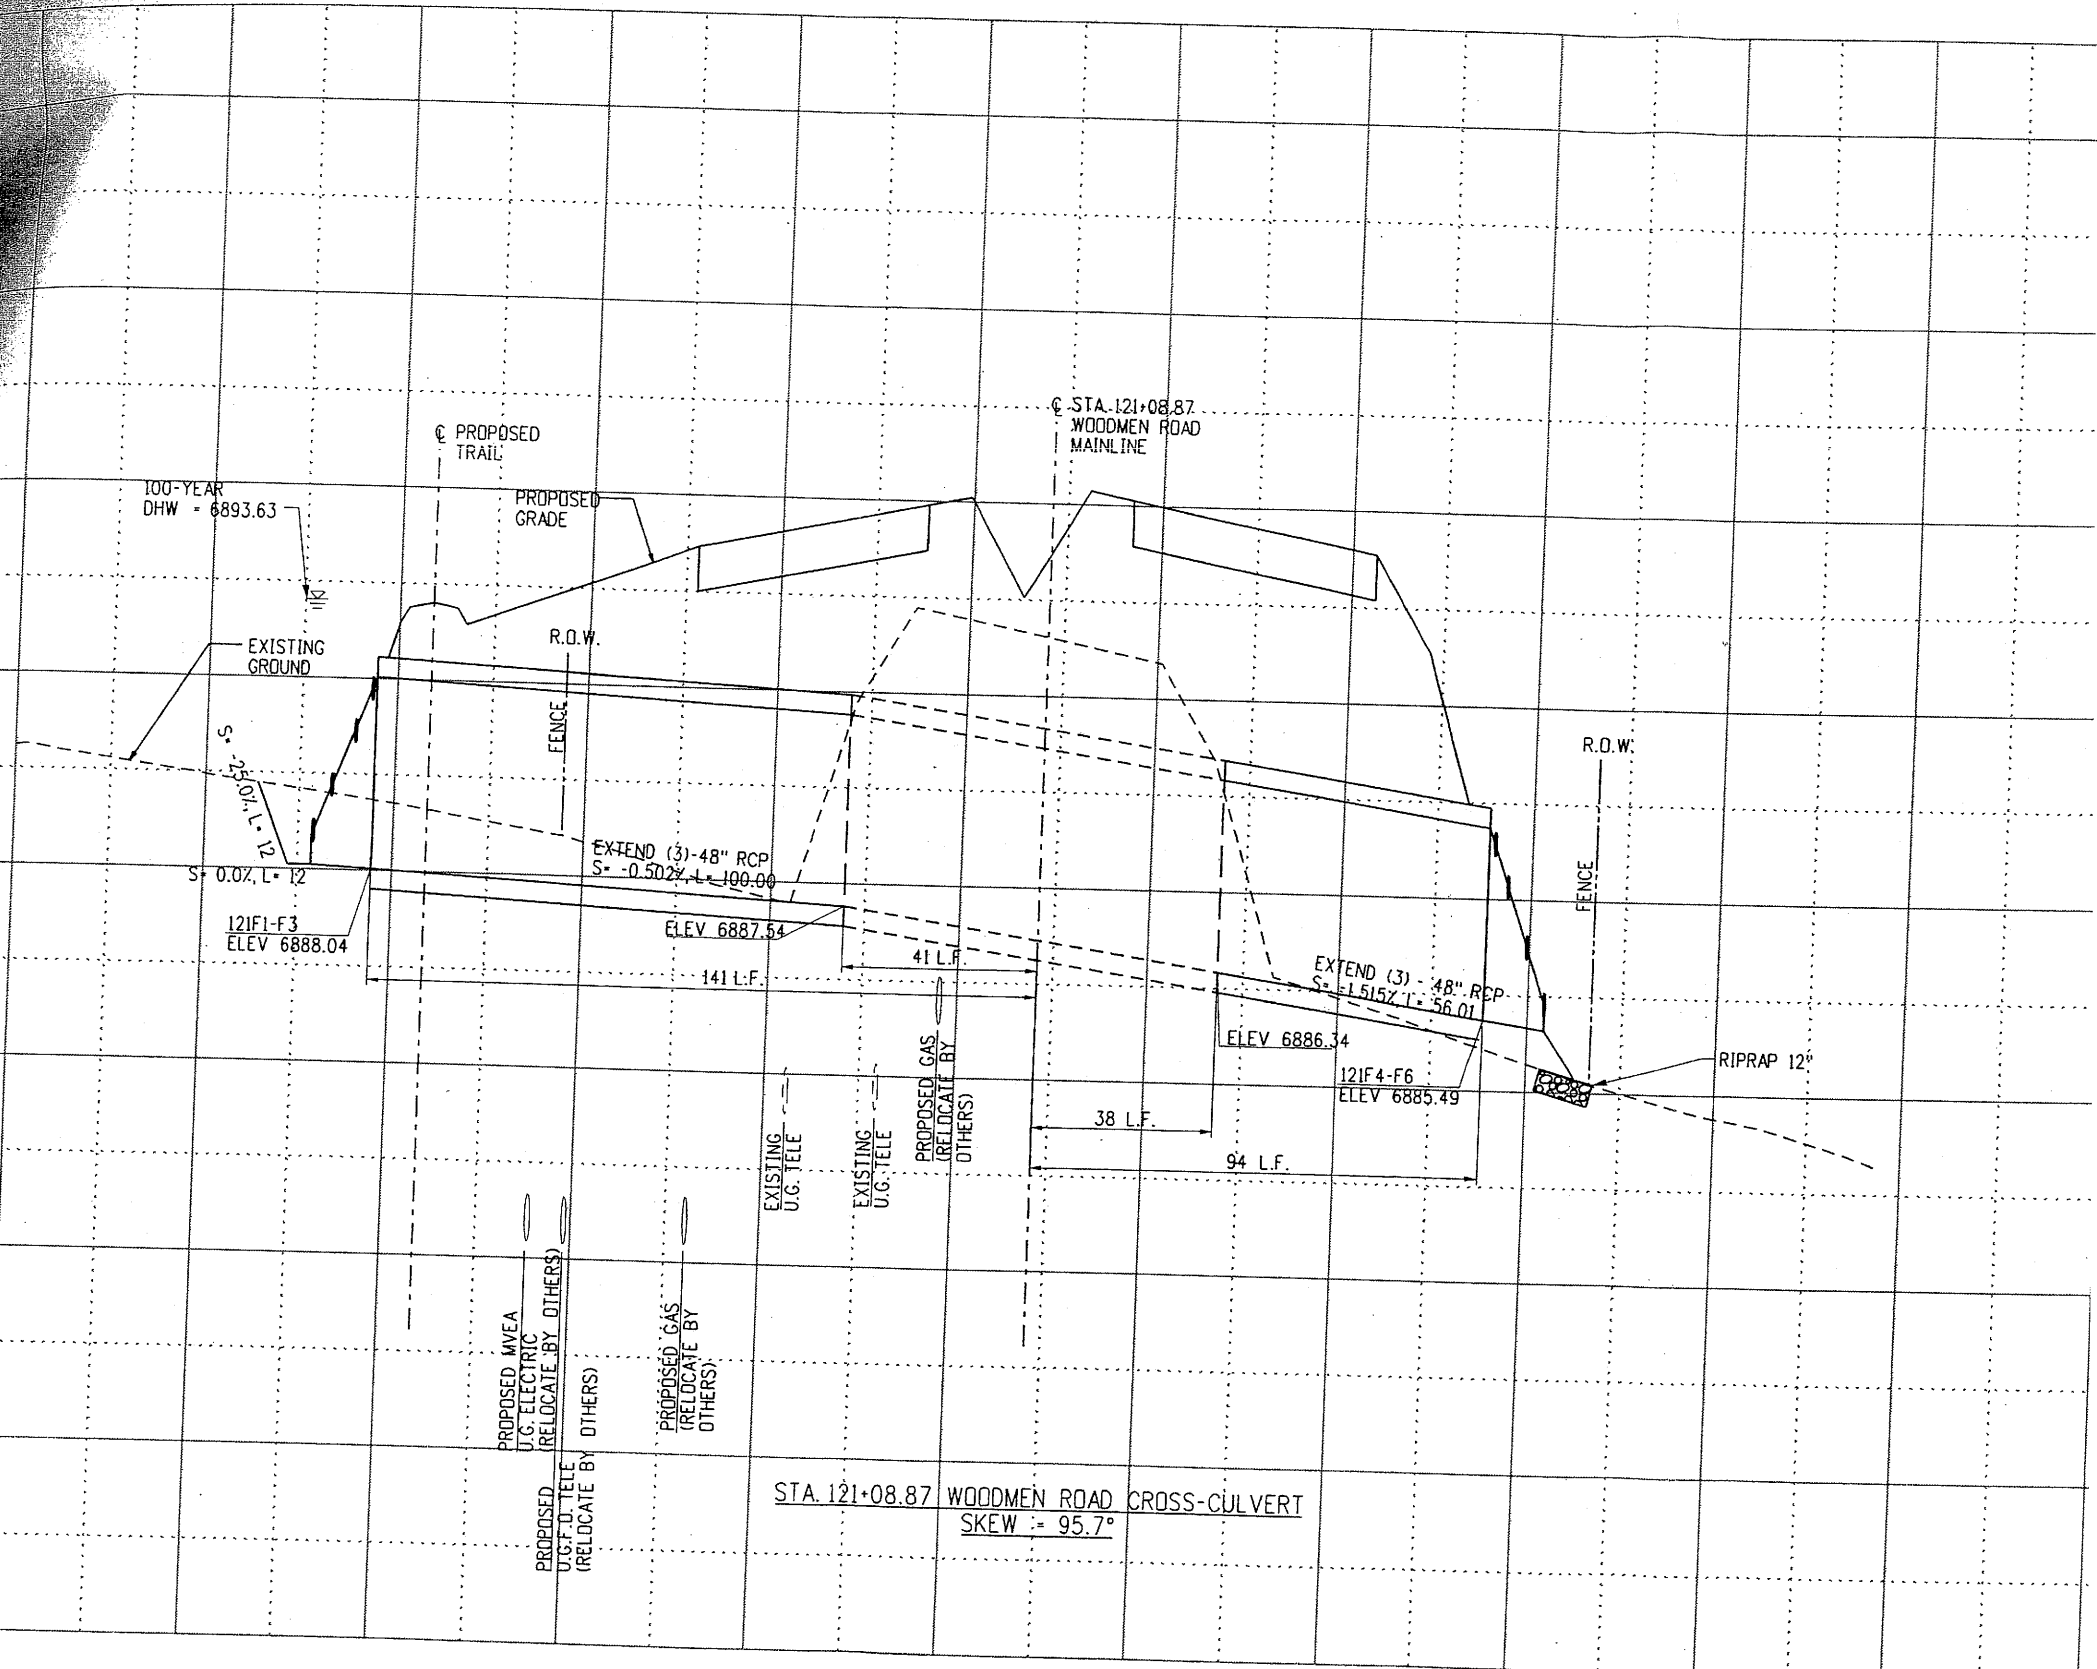 ℄ STA. 121+08.87
WOODMEN ROAD
MAINLINE
℄ PROPOSED
TRAIL
100-YEAR
DHW = 6893.63
PROPOSED
GRADE
EXISTING
GROUND
R.O.W.
FENCE
R.O.W.
FENCE
S= -25.0%, L= 12
S= 0.0%, L= 12
EXTEND (3)-48" RCP
S= -0.502%, L= 100.00
121F1-F3
ELEV 6888.04
ELEV 6887.54
41 L.F.
141 L.F.
EXTEND (3) - 48" RCP
S= -1.515% L= 56.01
ELEV 6886.34
121F4-F6
ELEV 6885.49
RIPRAP 12"
38 L.F.
94 L.F.
EXISTING
U.G. TELE
EXISTING
U.G. TELE
PROPOSED GAS
(RELOCATE BY
OTHERS)
PROPOSED MVEA
U.G. ELECTRIC
(RELOCATE BY OTHERS)
PROPOSED
U.G.F.O. TELE
(RELOCATE BY OTHERS)
PROPOSED GAS
(RELOCATE BY
OTHERS)
STA. 121+08.87 WOODMEN ROAD CROSS-CULVERT
SKEW = 95.7°